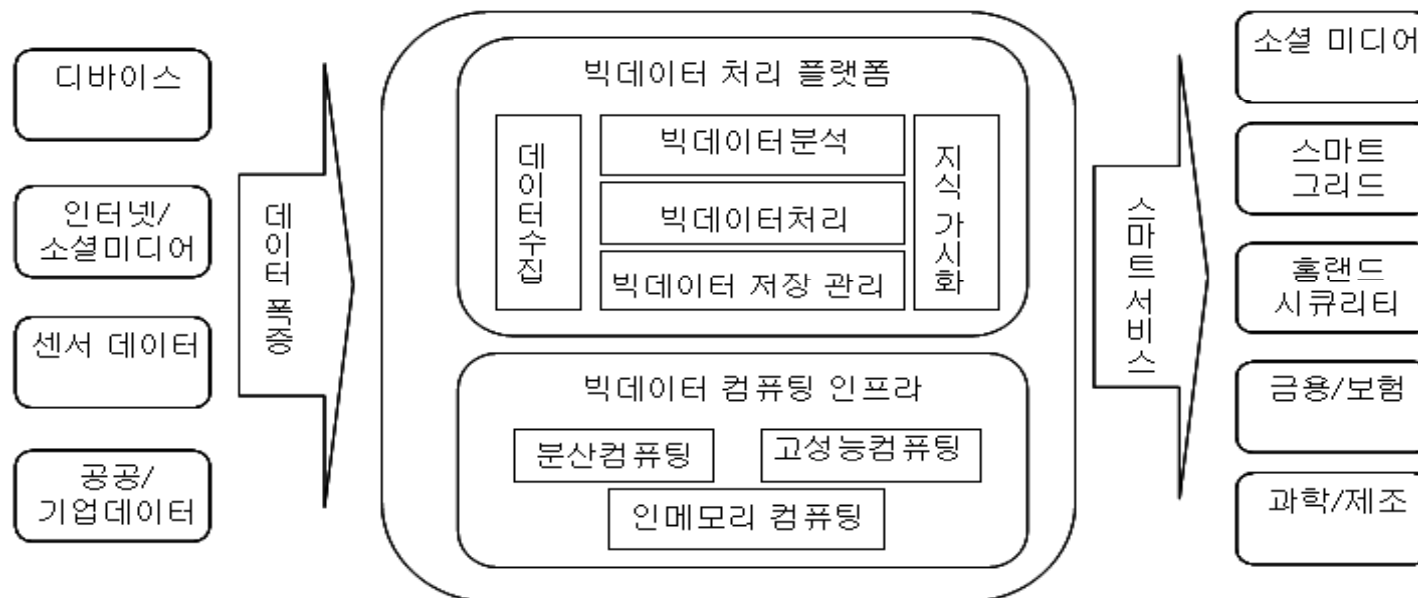 디바이스
인터넷/
소셜미디어
센서 데이터
공공/
기업데이터
데이터 폭증
빅데이터 처리 플랫폼
데이터수집
빅데이터분석
빅데이터처리
빅데이터 저장 관리
지식 가시화
빅데이터 컴퓨팅 인프라
분산컴퓨팅
고성능컴퓨팅
인메모리 컴퓨팅
스마트 서비스
소셜 미디어
스마트
그리드
홈랜드
시큐리티
금융/보험
과학/제조